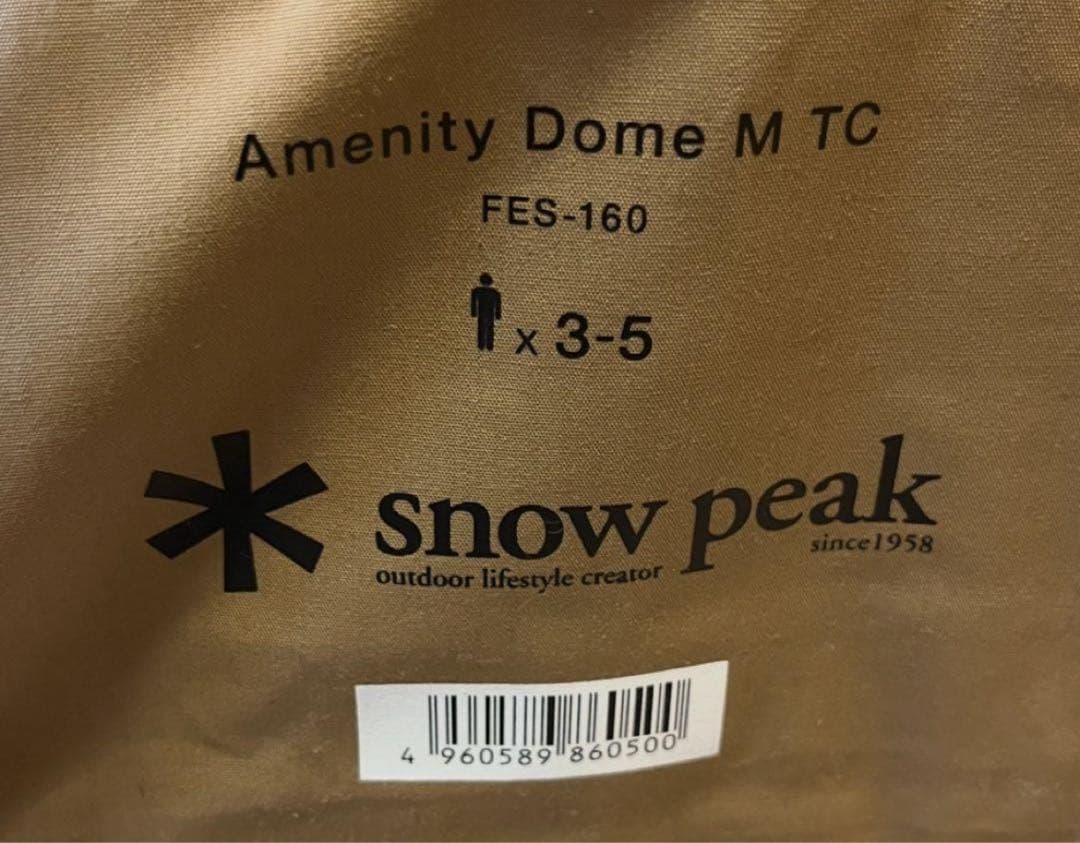 Amenity Dome M TC
FES-160
x 3-5
snow peak
since1958
outdoor lifestyle creator
4 960589 860500